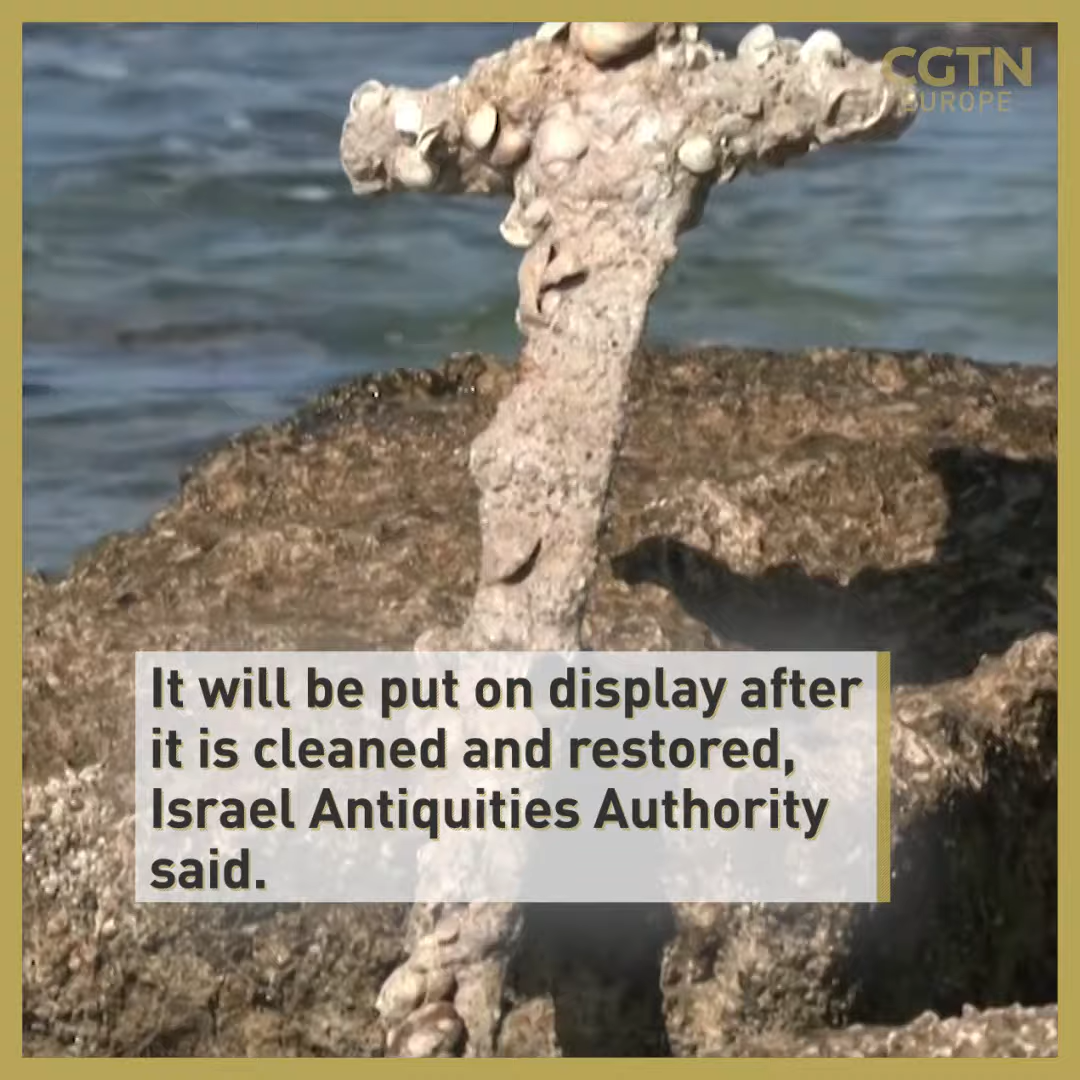 CGTN
EUROPE
It will be put on display after
it is cleaned and restored,
Israel Antiquities Authority
said.